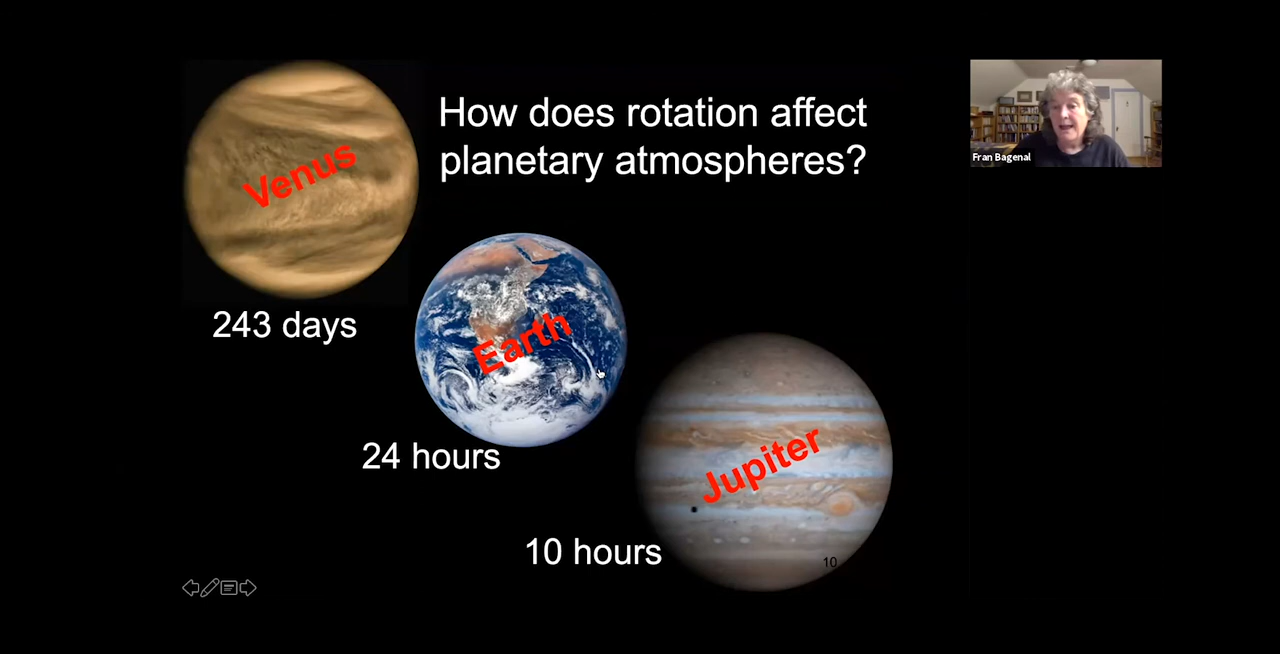 How does rotation affect
planetary atmospheres?
Fran Bagenal
Venus
243 days
Earth
24 hours
Jupiter
10 hours
10